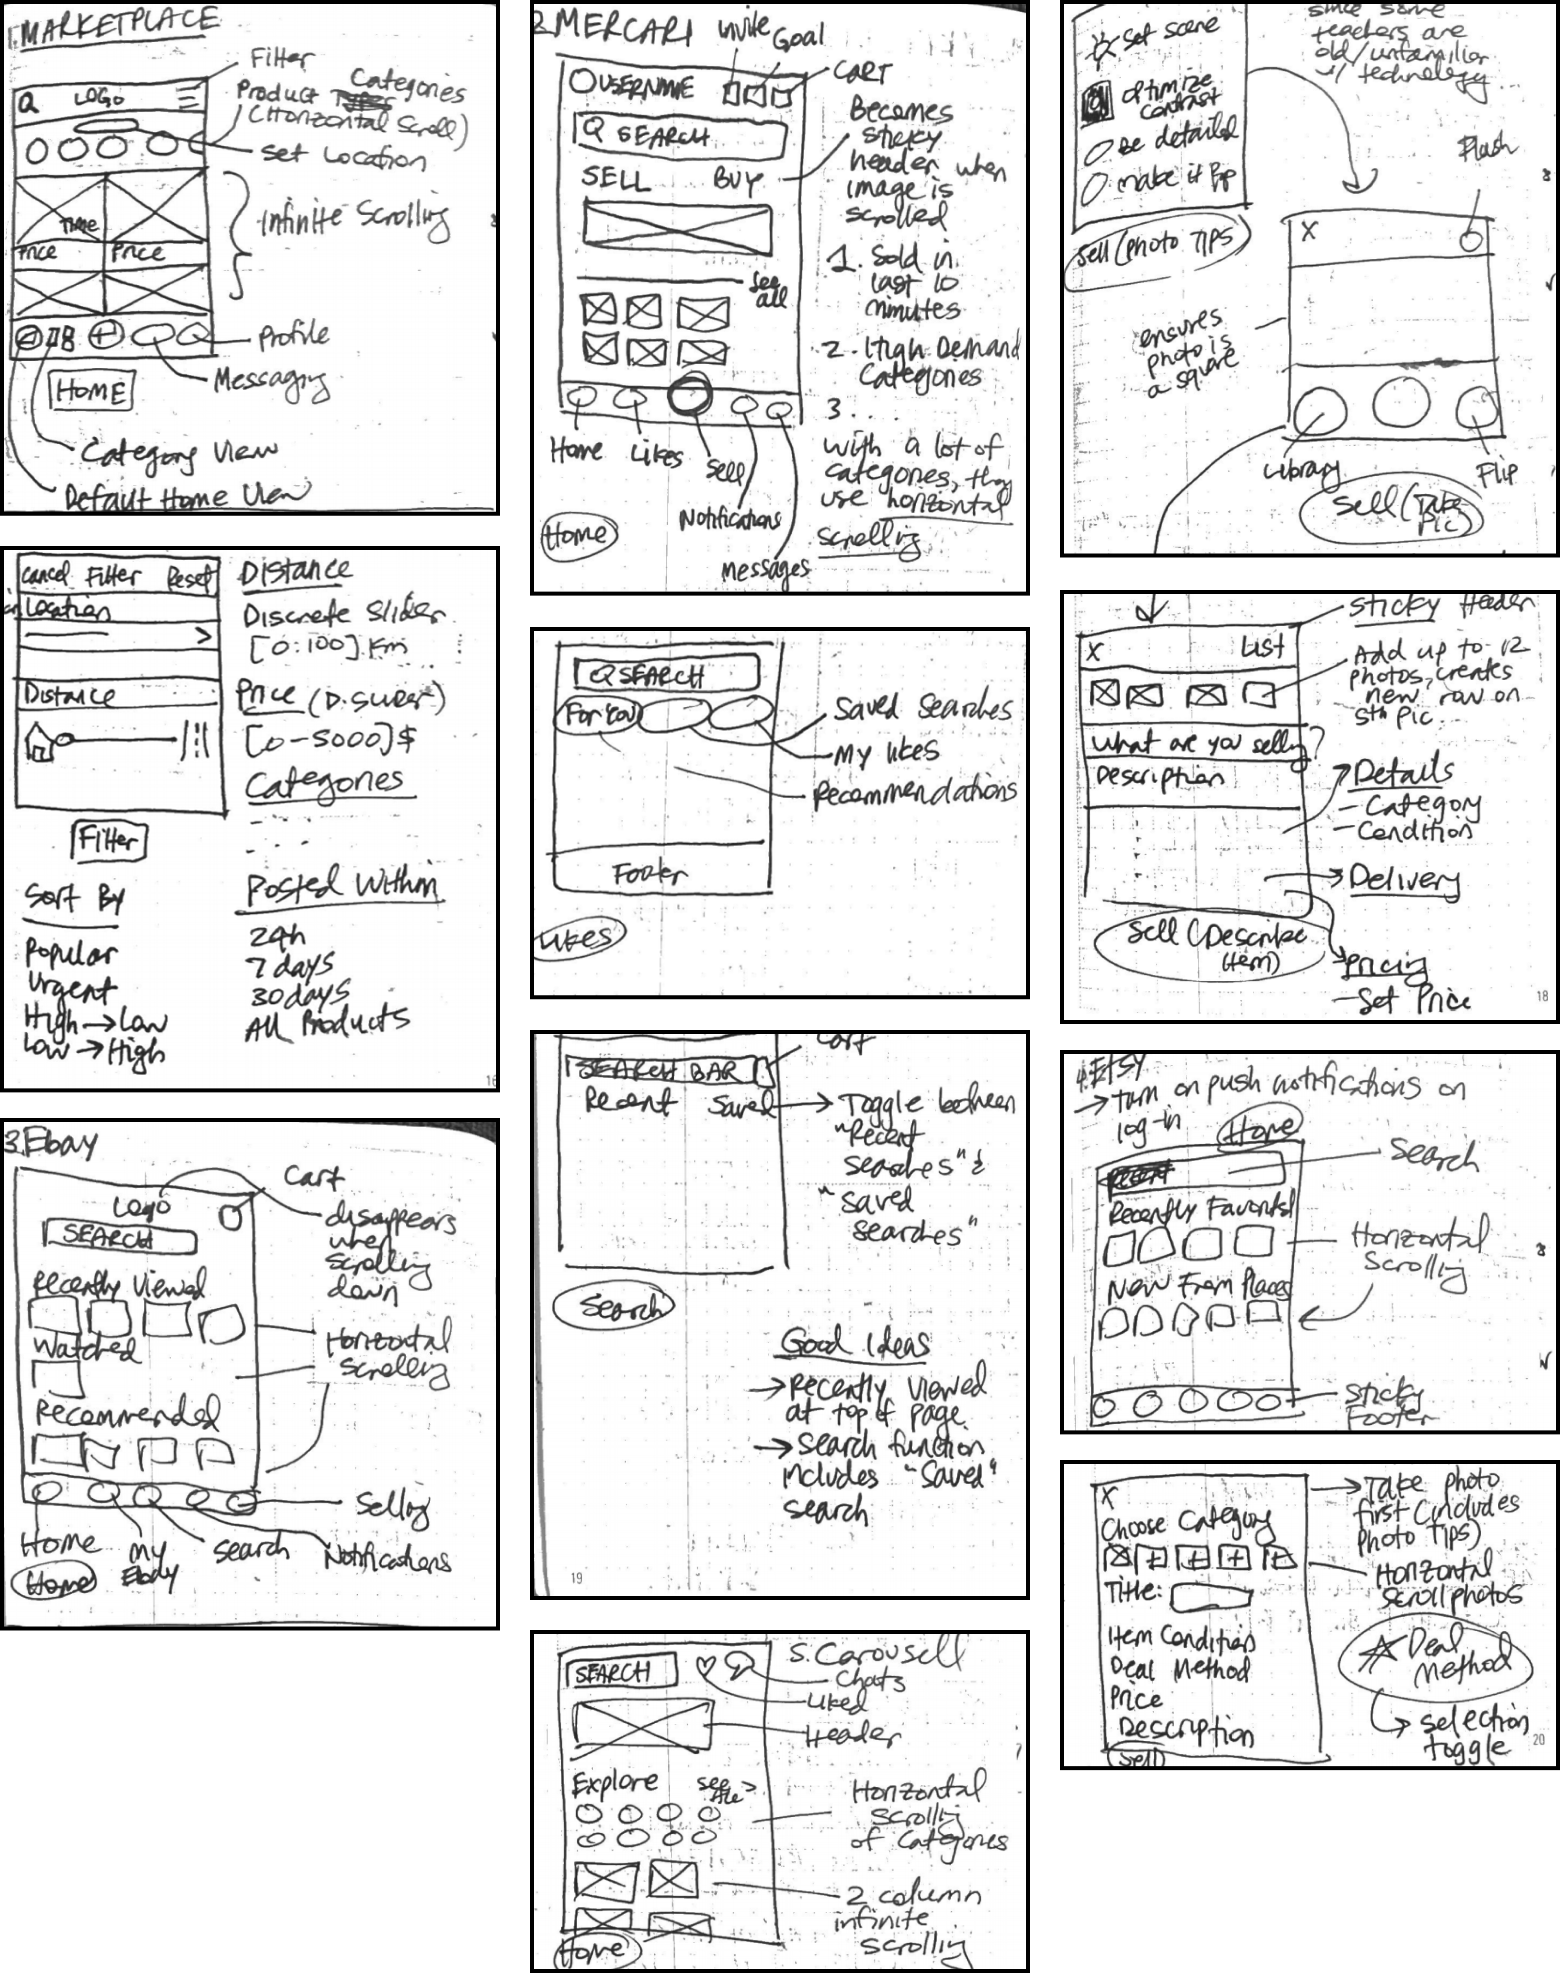 1. MARKETPLACE
Filter
Categories
Product
(Horizontal Scroll)
LOGO
Set Location
Infinite Scrolling
Time
Price
Price
Profile
Messaging
HOME
Category View
Default Home View
Cancel Filter Reset
Location
>
Distance
Filter
Distance
Discrete Slider
[0:100] Km
Price (D. Slider)
[0-5000]$
Categories
Posted Within
24h
7 days
30 days
All Products
Sort By
Popular
Urgent
High → Low
Low → High
16
3. Ebay
Cart
Logo
disappears
when
scrolling
down
SEARCH
Recently Viewed
Watched
Horizontal
Scrolling
Recommended
Selling
Home
My
Ebay
Search
Notifications
Home
2. MERCARI
invite
Goal
CART
USERNAME
SEARCH
SELL BUY
Becomes
sticky
header when
image is
scrolled
See
all
1. Sold in
last 10
minutes
2. High Demand
Categories
3. . .
with a lot of
categories, they
use horizontal
scrolling
Home
Likes
Sell
Notifications
Messages
Home
SEARCH
For You
Saved Searches
My likes
Recommendations
Footer
Likes
Cart
SEARCH BAR
Recent Saved
→ Toggle between
"Recent
searches" &
"saved
searches"
Search
Good Ideas
→ Recently viewed
at top of page
→ Search function
includes "Saved"
search
19
5. Carousell
SEARCH
Chats
Liked
Header
Explore
See
All >
Horizontal
Scrolling
of Categories
2 column
infinite
scrolling
Home
Set scene
optimize
contrast
Be detailed
make it pop
Sell (Photo TIPS)
since some
teachers are
old/unfamiliar
w/ technology
Flash
X
ensures
photo is
a square
Library
Flip
Sell (Take
Pic)
Sticky Header
X List
Add up to 12
photos, creates
new row on
5th pic
What are you selling?
Description
Details
- Category
- Condition
Delivery
Sell (Describe
item)
Pricing
- Set Price
18
4. Etsy
→ turn on push notifications on
log-in
Home
Search
Recently Favorited
Horizontal
Scrolling
New From Places
Sticky
Footer
X
→ Take photo
first (includes
Photo Tips)
Choose Category
Horizontal
Scroll photos
Title:
Item Condition
Deal Method
Price
Description
Sell
Deal
Method
Selection
toggle
20